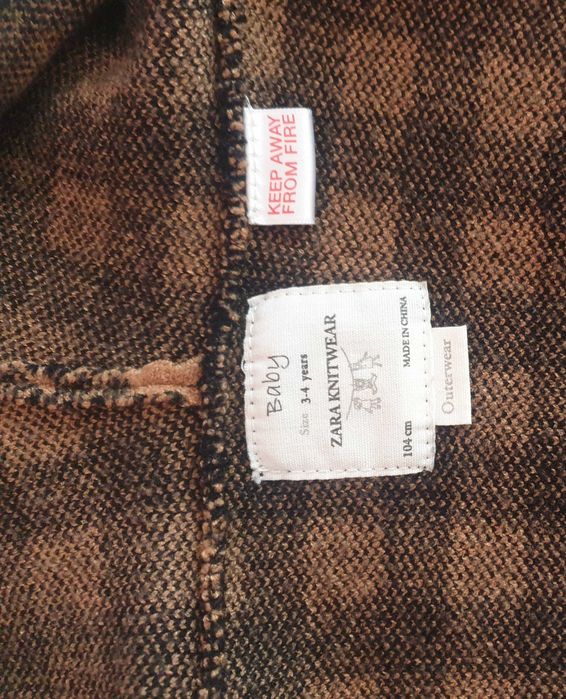 KEEP AWAY
FROM FIRE
Baby
Size 3-4 years
ZARA KNITWEAR
104 cm MADE IN CHINA
Outerwear